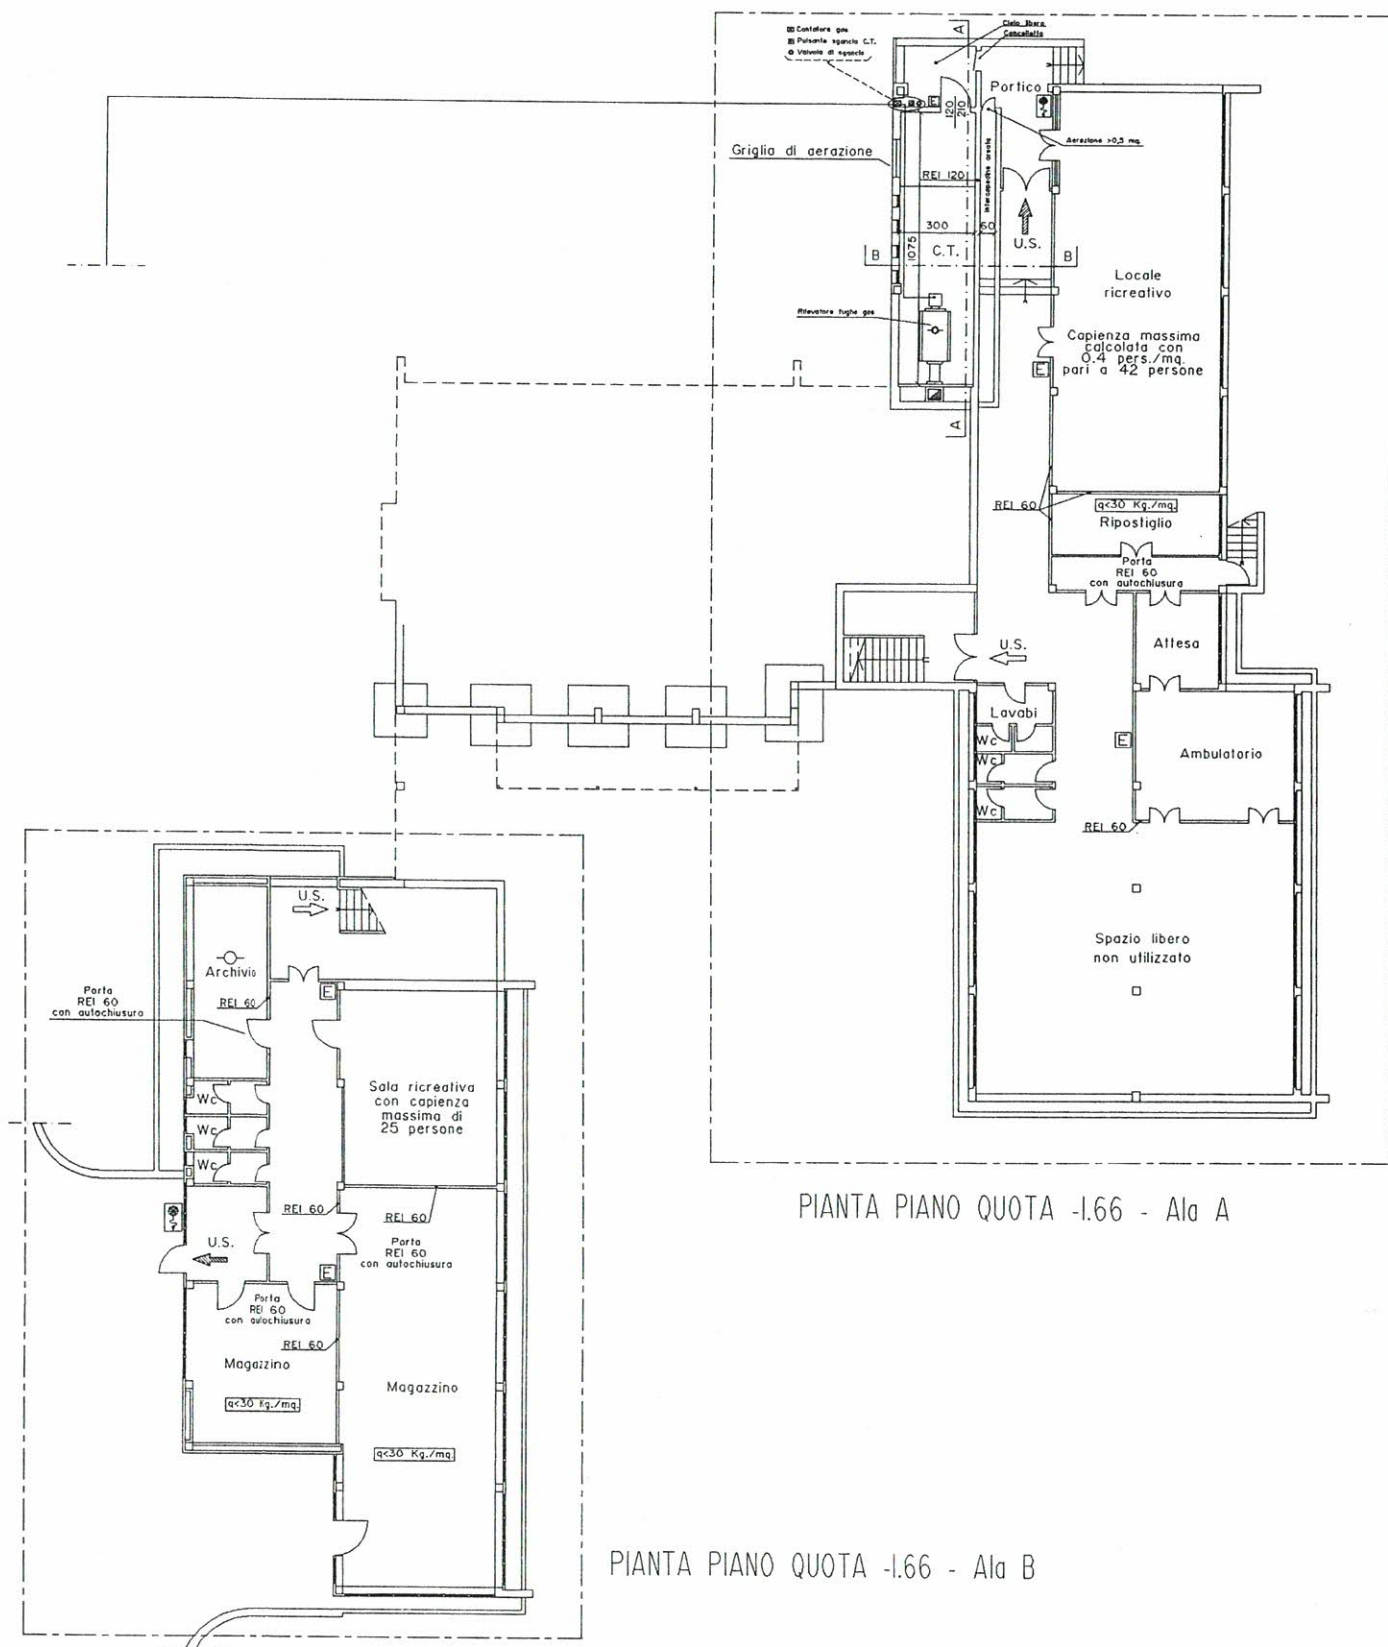 Contatore gas
Pulsante sgancio C.T.
Valvola di sgancio
A
Cielo libero
Cancellato
Portico
E
120
210
Aerazione >0,5 mq.
Griglia di aerazione
REI 120
Intercapedine areata
300
60
U.S.
1075
B
C.T.
B
Rilevatore fughe gas
Locale
ricreativo
Capienza massima
calcolata con
0.4 pers./mq.
pari a 42 persone
E
A
REI 60
q<30 Kg./mq.
Ripostiglio
Porta
REI 60
con autochiusura
U.S.
Attesa
Lavabi
Wc
Wc
Wc
E
Ambulatorio
REI 60
Spazio libero
non utilizzato
PIANTA PIANO QUOTA -1.66 - Ala A
U.S.
Archivio
REI 60
E
Porta
REI 60
con autochiusura
Sala ricreativa
con capienza
massima di
25 persone
Wc
Wc
Wc
REI 60
REI 60
U.S.
Porta
REI 60
con autochiusura
E
Porta
REI 60
con autochiusura
REI 60
Magazzino
q<30 Kg./mq.
Magazzino
q<30 Kg./mq.
PIANTA PIANO QUOTA -1.66 - Ala B